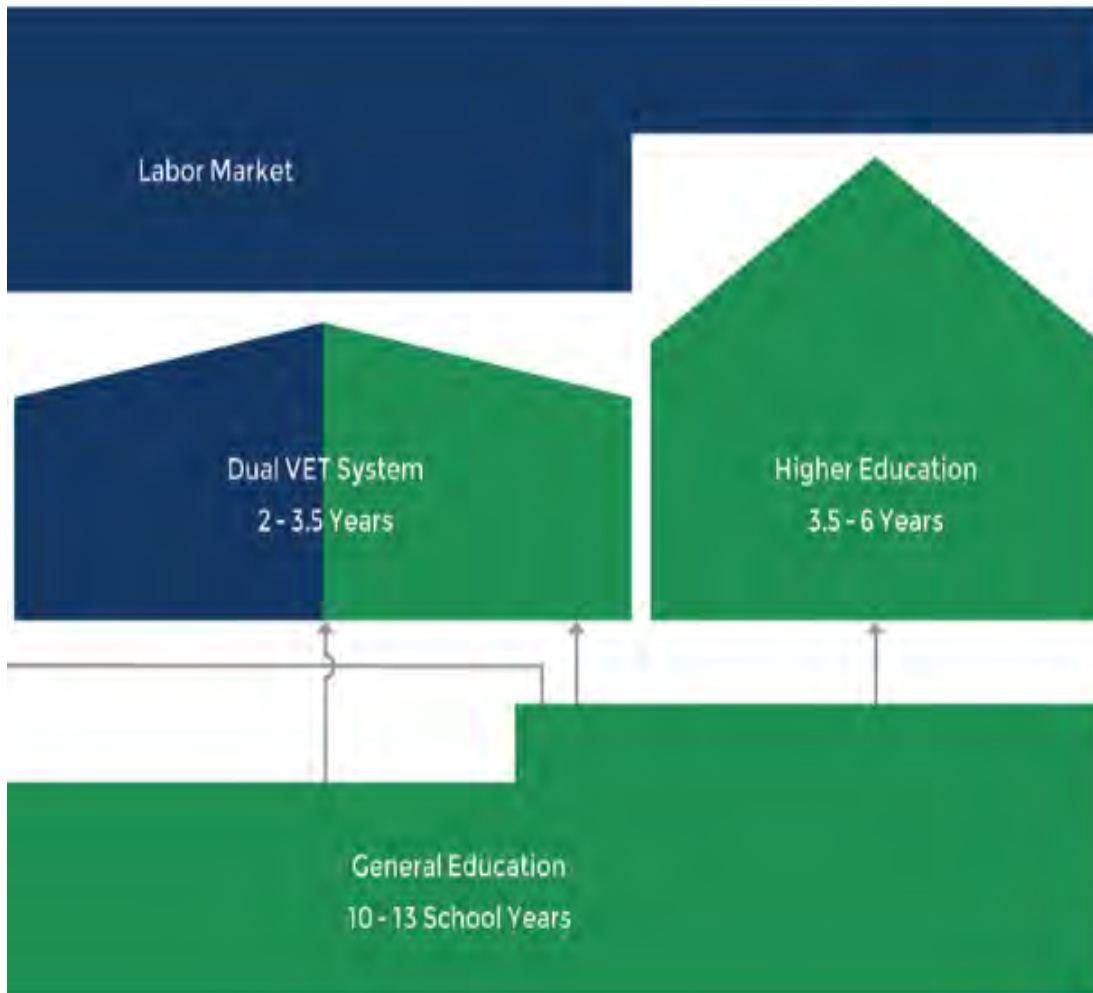 Labor Market
Dual VET System
2 - 3.5 Years
Higher Education
3.5 - 6 Years
General Education
10 - 13 School Years